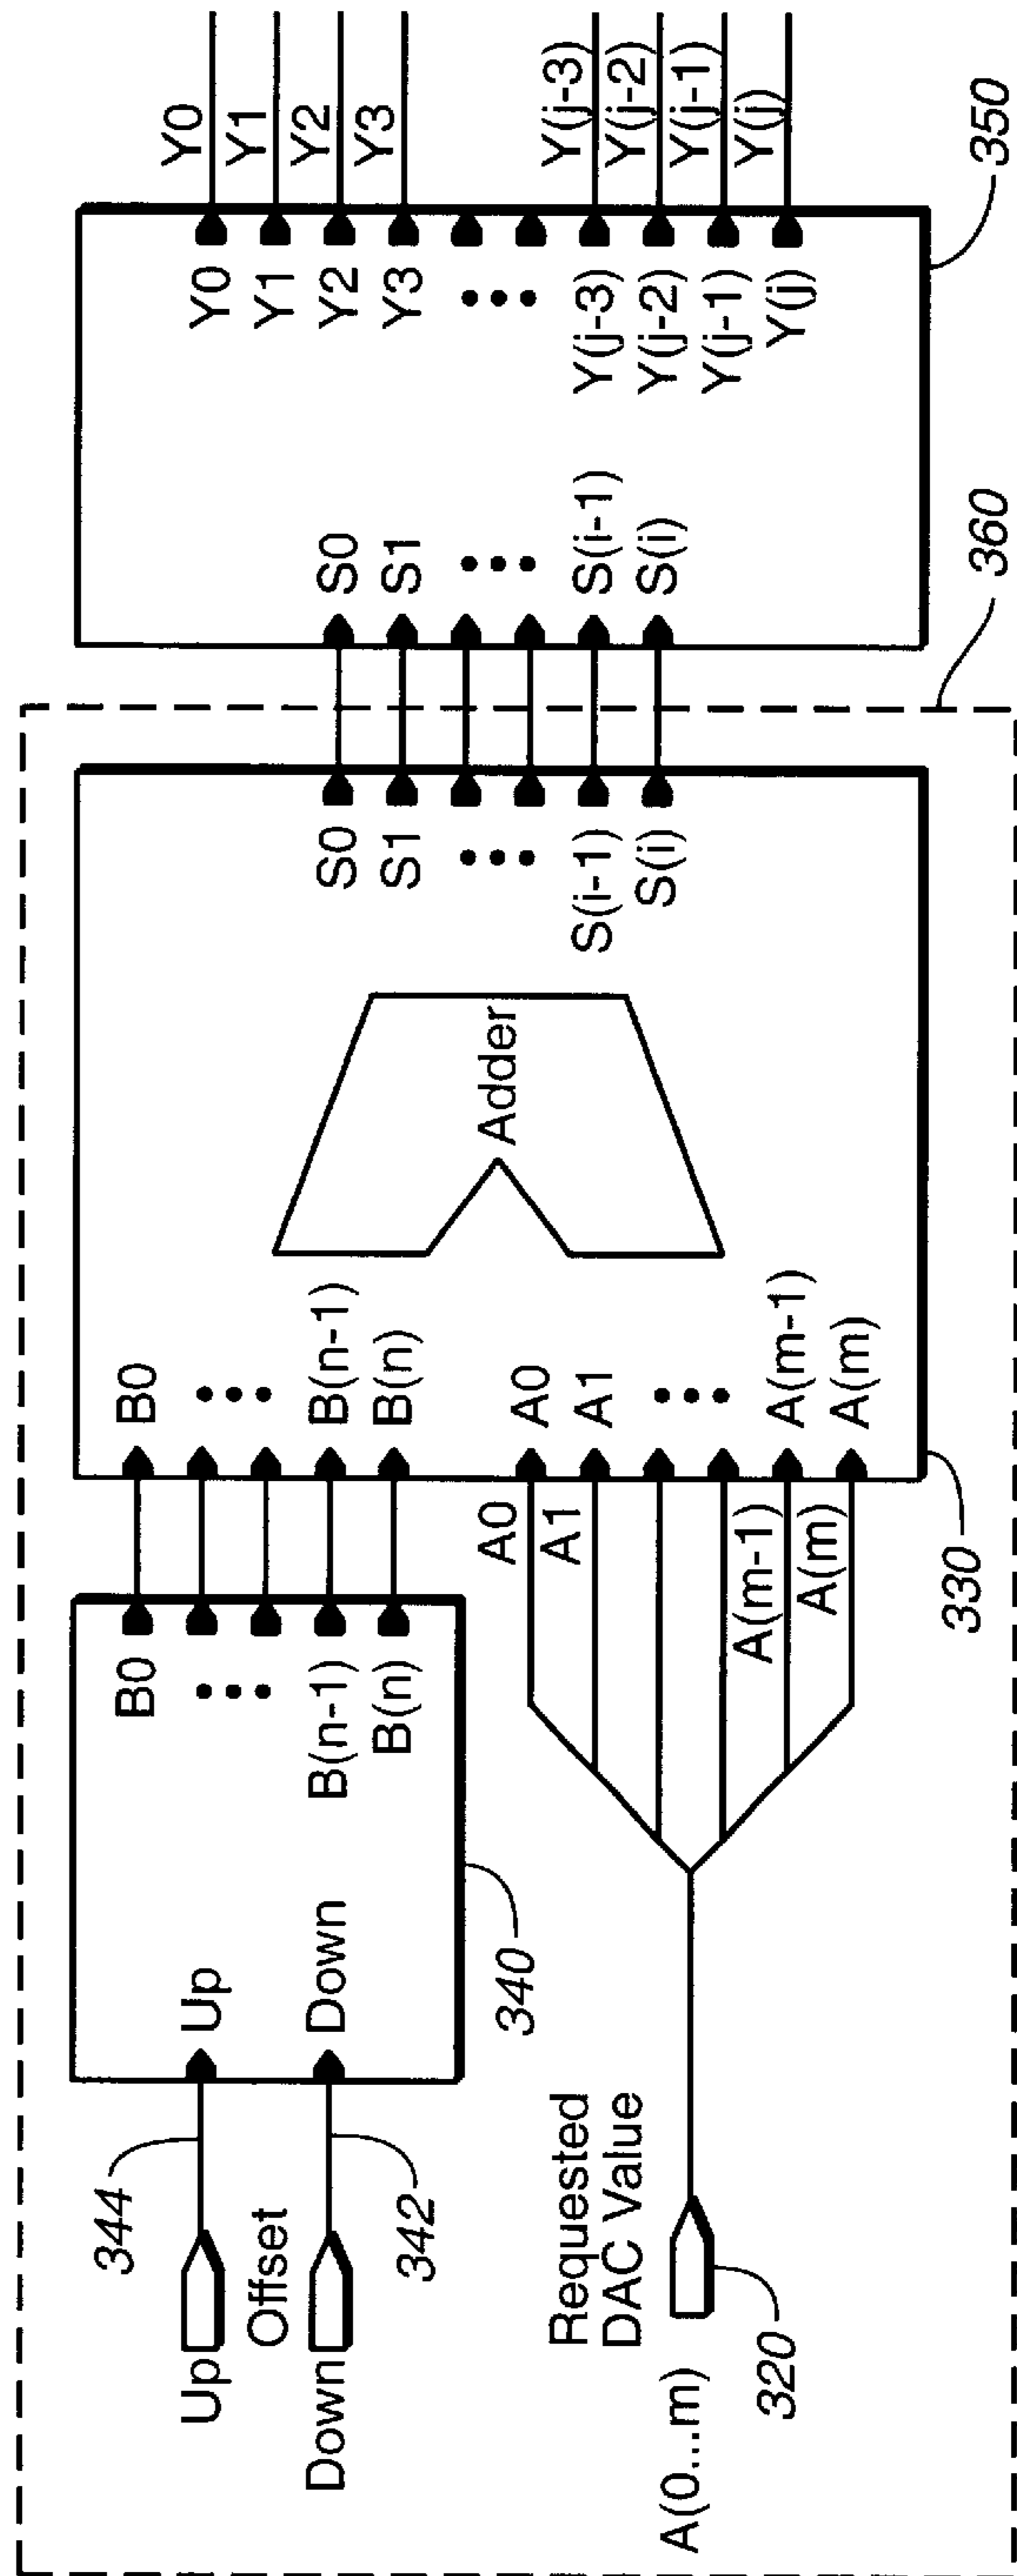 344
Up
Up
Offset
Down
Down
342
340
B0
•••
B(n-1)
B(n)
Requested
DAC Value
A(0....m)
320
A0
A1
A(m-1)
A(m)
B0
•••
B(n-1)
B(n)
A0
A1
•••
A(m-1)
A(m)
330
Adder
S0
S1
•••
S(i-1)
S(i)
360
S0
S1
•••
S(i-1)
S(i)
Y0
Y1
Y2
Y3
•••
Y(j-3)
Y(j-2)
Y(j-1)
Y(j)
Y0
Y1
Y2
Y3
Y(j-3)
Y(j-2)
Y(j-1)
Y(j)
350